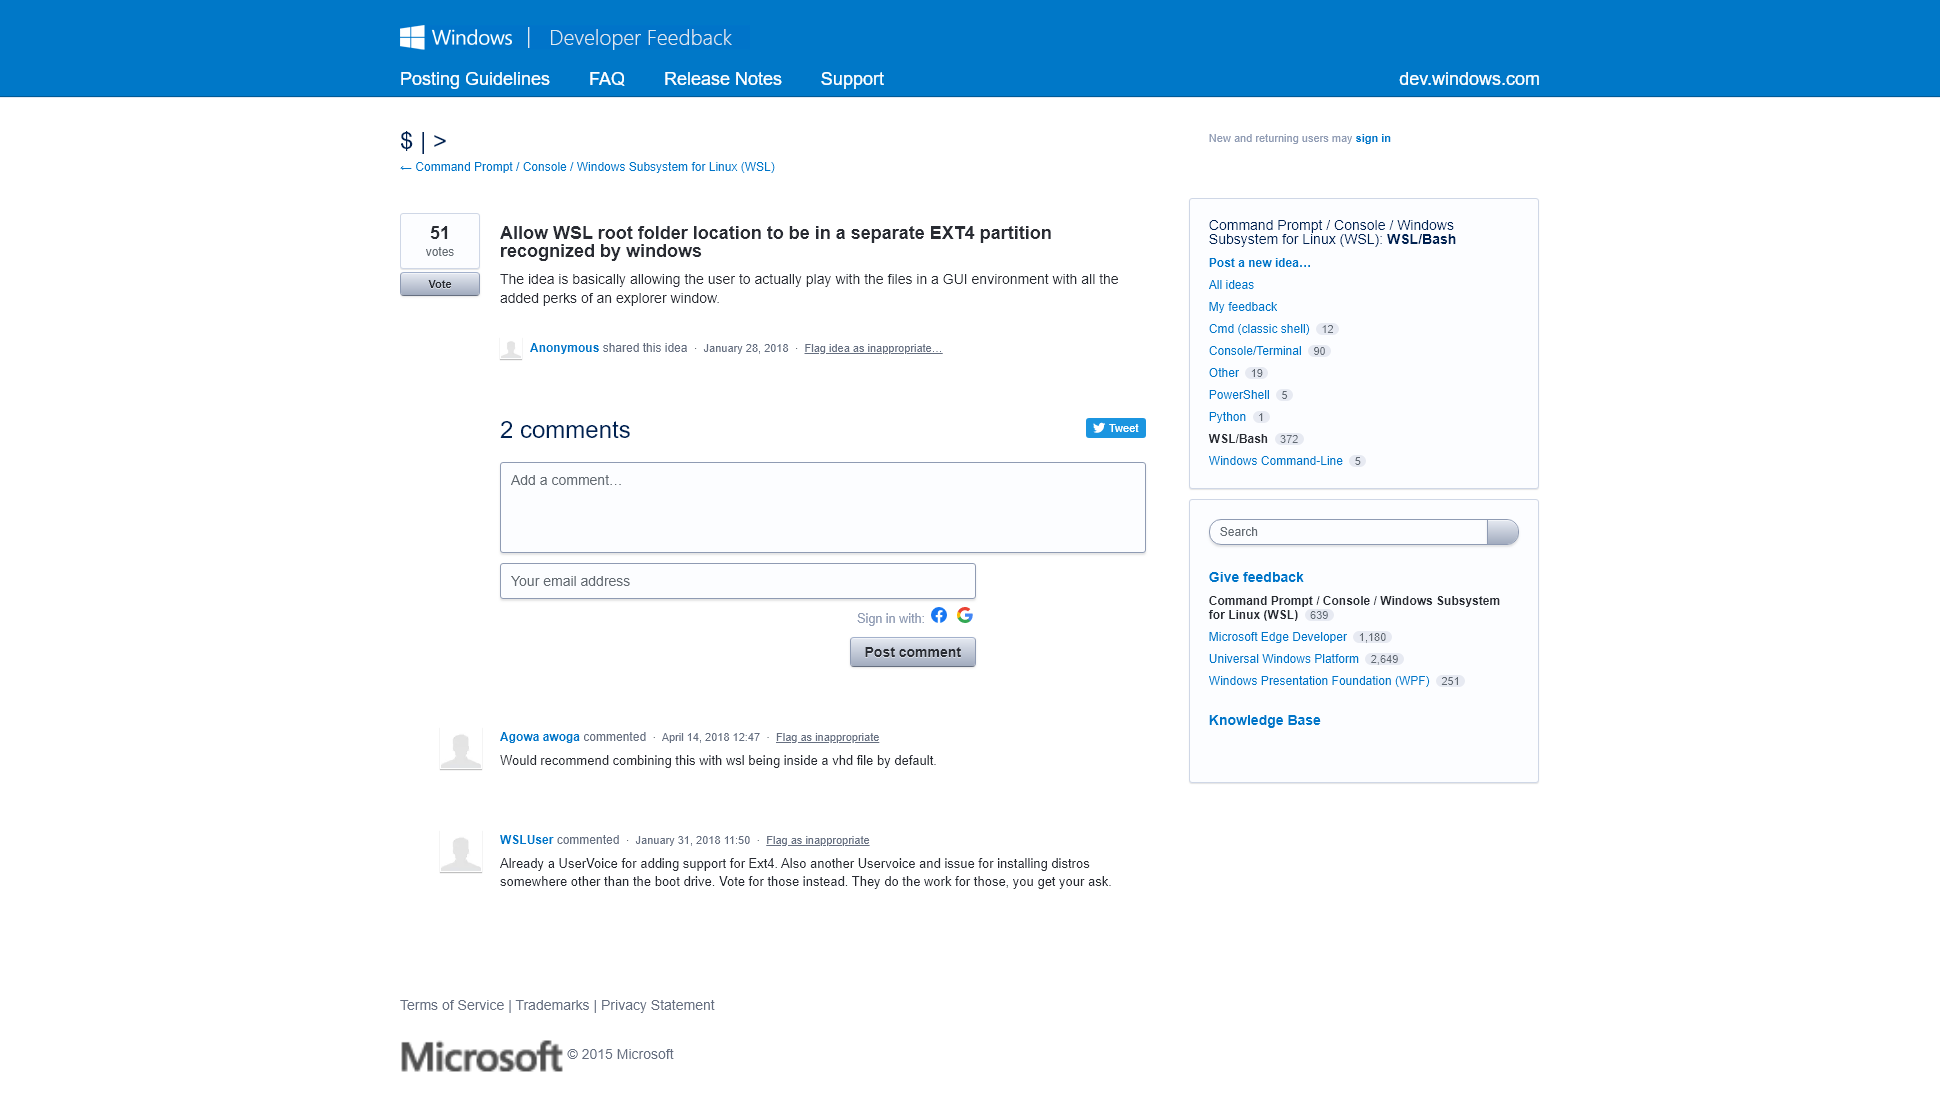 Windows | Developer Feedback
Posting Guidelines FAQ Release Notes Support dev.windows.com
$ | >
← Command Prompt / Console / Windows Subsystem for Linux (WSL)
51
votes
Vote
Allow WSL root folder location to be in a separate EXT4 partition
recognized by windows
The idea is basically allowing the user to actually play with the files in a GUI environment with all the
added perks of an explorer window.
Anonymous shared this idea · January 28, 2018 · Flag idea as inappropriate…
2 comments
Tweet
Add a comment…
Your email address
Sign in with:
Post comment
Agowa awoga commented · April 14, 2018 12:47 · Flag as inappropriate
Would recommend combining this with wsl being inside a vhd file by default.
WSLUser commented · January 31, 2018 11:50 · Flag as inappropriate
Already a UserVoice for adding support for Ext4. Also another Uservoice and issue for installing distros
somewhere other than the boot drive. Vote for those instead. They do the work for those, you get your ask.
New and returning users may sign in
Command Prompt / Console / Windows
Subsystem for Linux (WSL): WSL/Bash
Post a new idea…
All ideas
My feedback
Cmd (classic shell) 12
Console/Terminal 90
Other 19
PowerShell 5
Python 1
WSL/Bash 372
Windows Command-Line 5
Search
Give feedback
Command Prompt / Console / Windows Subsystem
for Linux (WSL) 639
Microsoft Edge Developer 1,180
Universal Windows Platform 2,649
Windows Presentation Foundation (WPF) 251
Knowledge Base
Terms of Service | Trademarks | Privacy Statement
Microsoft © 2015 Microsoft